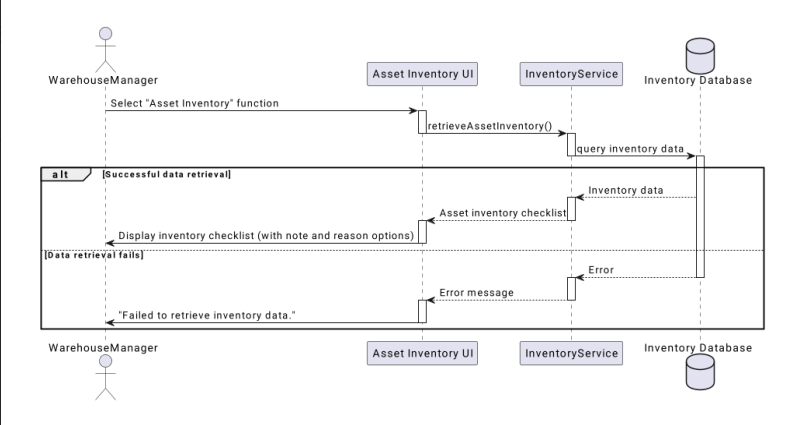 WarehouseManager
Asset Inventory UI
InventoryService
Inventory Database
Select "Asset Inventory" function
retrieveAssetInventory()
query inventory data
alt
[Successful data retrieval]
Inventory data
Asset inventory checklist
Display inventory checklist (with note and reason options)
[Data retrieval fails]
Error
Error message
"Failed to retrieve inventory data."
WarehouseManager
Asset Inventory UI
InventoryService
Inventory Database